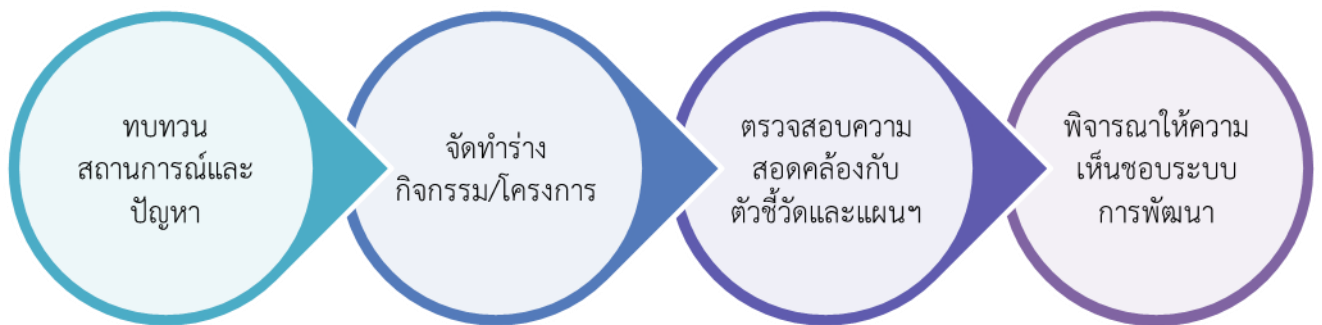 ทบทวน
สถานการณ์และ
ปัญหา
จัดทำร่าง
กิจกรรม/โครงการ
ตรวจสอบความ
สอดคล้องกับ
ตัวชี้วัดและแผนฯ
พิจารณาให้ความ
เห็นชอบระบบ
การพัฒนา